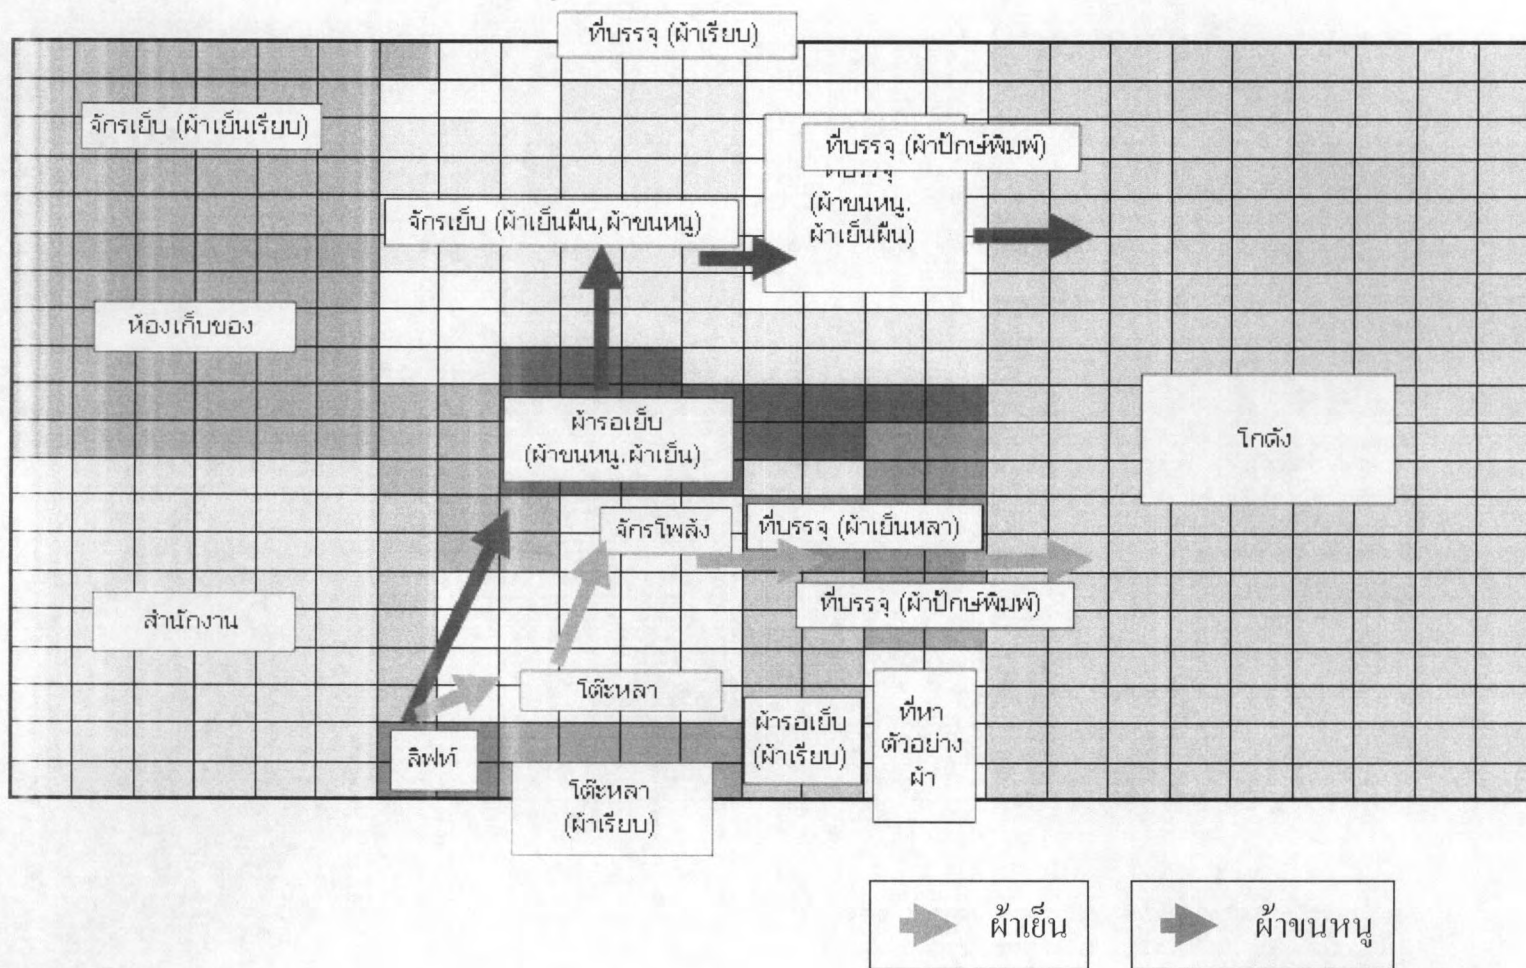 ที่บรรจุ (ผ้าเรียบ)
จักรเย็บ (ผ้าเย็นเรียบ)
ที่บรรจุ (ผ้าปักษ์พิมพ์)
ที่บรรจุ
(ผ้าขนหนู.
ผ้าเย็นผืน)
จักรเย็บ (ผ้าเย็นผืน,ผ้าขนหนู)
ห้องเก็บของ
ผ้ารอเย็บ
(ผ้าขนหนู.ผ้าเย็น)
โกดัง
จักรโพลัง
ที่บรรจุ (ผ้าเย็นหลา)
ที่บรรจุ (ผ้าปักษ์พิมพ์)
สำนักงาน
โต๊ะหลา
ผ้ารอเย็บ
(ผ้าเรียบ)
ที่หา
ตัวอย่าง
ผ้า
ลิฟท์
โต๊ะหลา
(ผ้าเรียบ)
ผ้าเย็น
ผ้าขนหนู